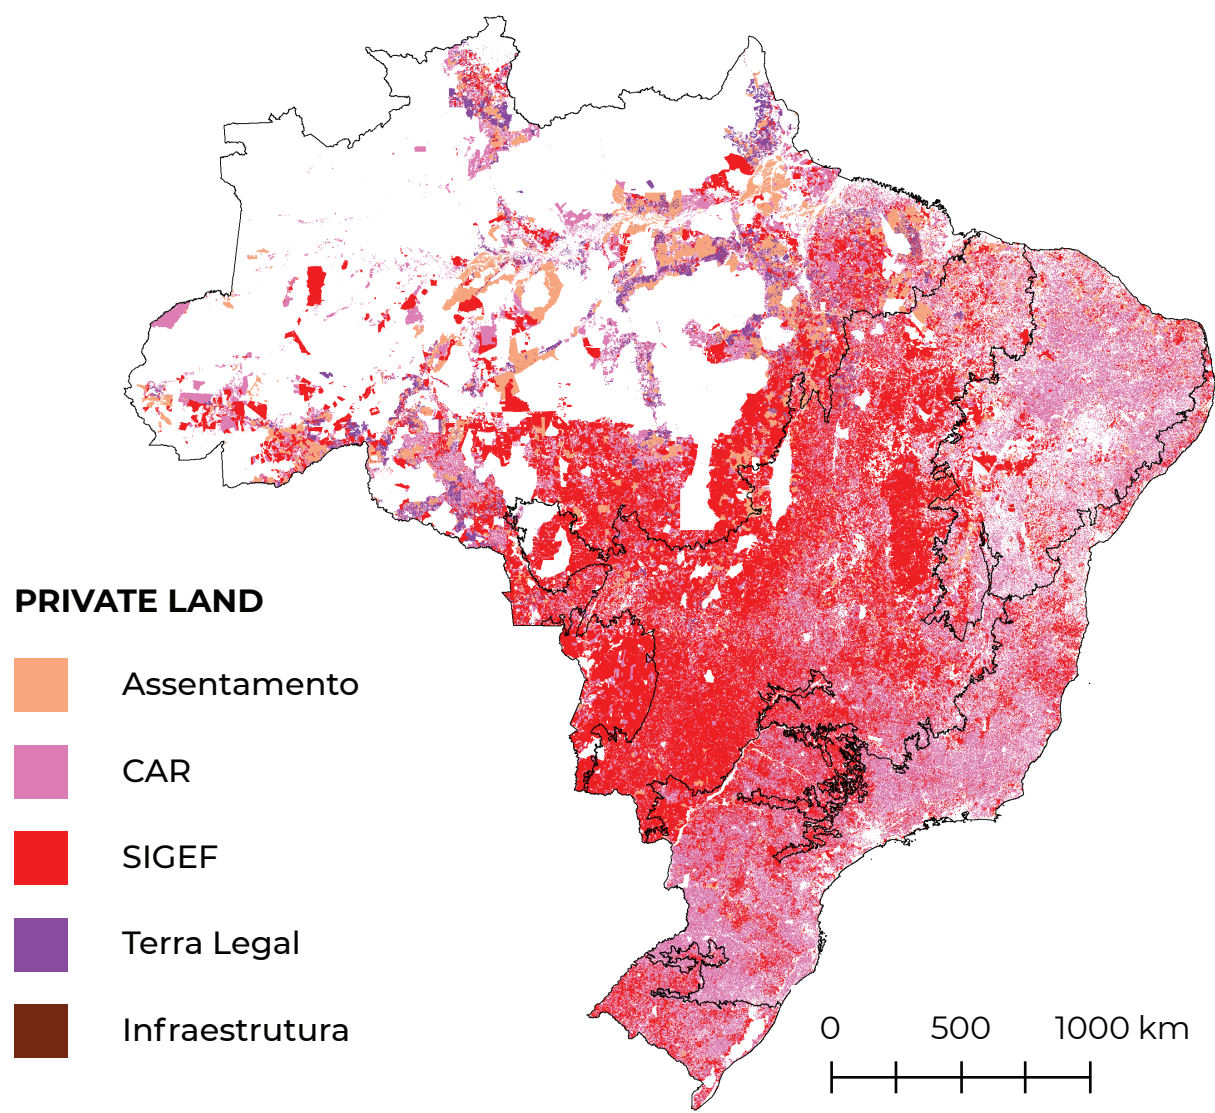 PRIVATE LAND
Assentamento
CAR
SIGEF
Terra Legal
Infraestrutura
0 500 1000 km